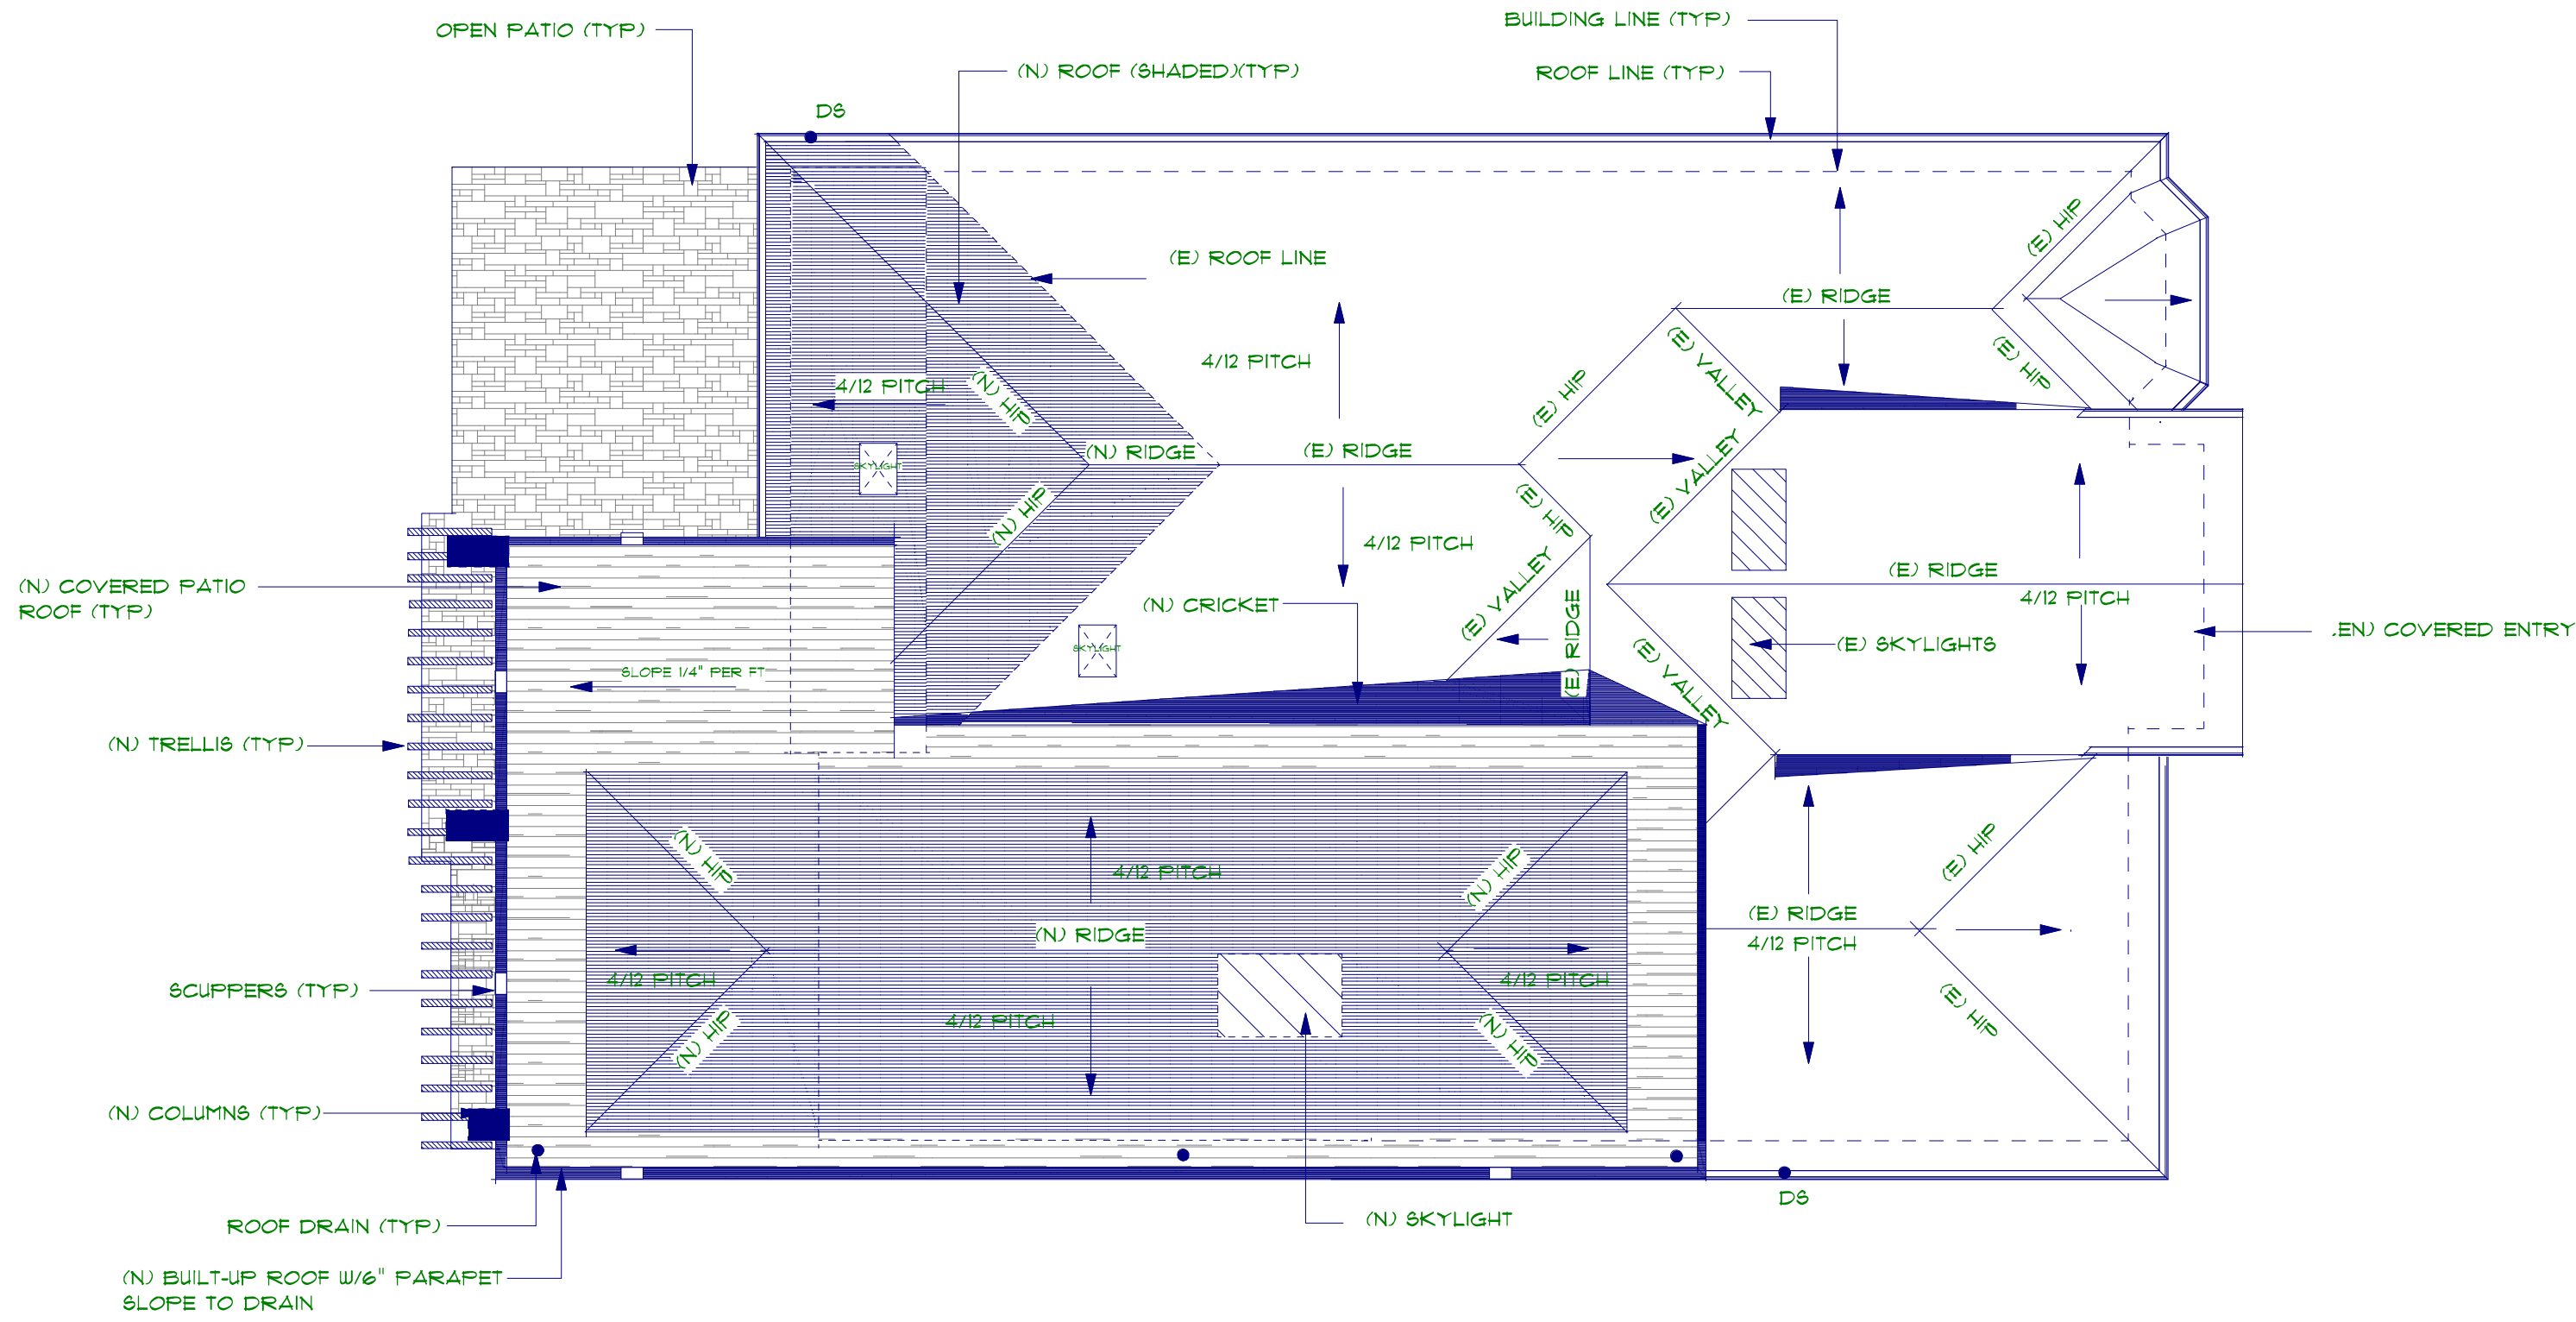 BUILDING LINE (TYP)
OPEN PATIO (TYP)
(N) ROOF (SHADED)(TYP)
ROOF LINE (TYP)
DS
(E) HIP
(E) ROOF LINE
(E) RIDGE
4/12 PITCH
(E) VALLEY
(E) HIP
4/12 PITCH
(N) HIP
(E) HIP
(N) RIDGE
(E) RIDGE
SKYLIGHT
(E) VALLEY
(N) HIP
(E) HIP
4/12 PITCH
(E) RIDGE
(N) COVERED PATIO
ROOF (TYP)
4/12 PITCH
(E) VALLEY
(N) CRICKET
(E) RIDGE
.EN) COVERED ENTRY
SKYLIGHT
(E) SKYLIGHTS
SLOPE 1/4" PER FT
(E) VALLEY
(N) TRELLIS (TYP)
(N) HIP
4/12 PITCH
(N) HIP
(E) HIP
(E) RIDGE
4/12 PITCH
(N) RIDGE
4/12 PITCH
4/12 PITCH
SCUPPERS (TYP)
4/12 PITCH
(N) HIP
(N) HIP
(E) HIP
(N) COLUMNS (TYP)
DS
ROOF DRAIN (TYP)
(N) SKYLIGHT
(N) BUILT-UP ROOF W/6" PARAPET
SLOPE TO DRAIN